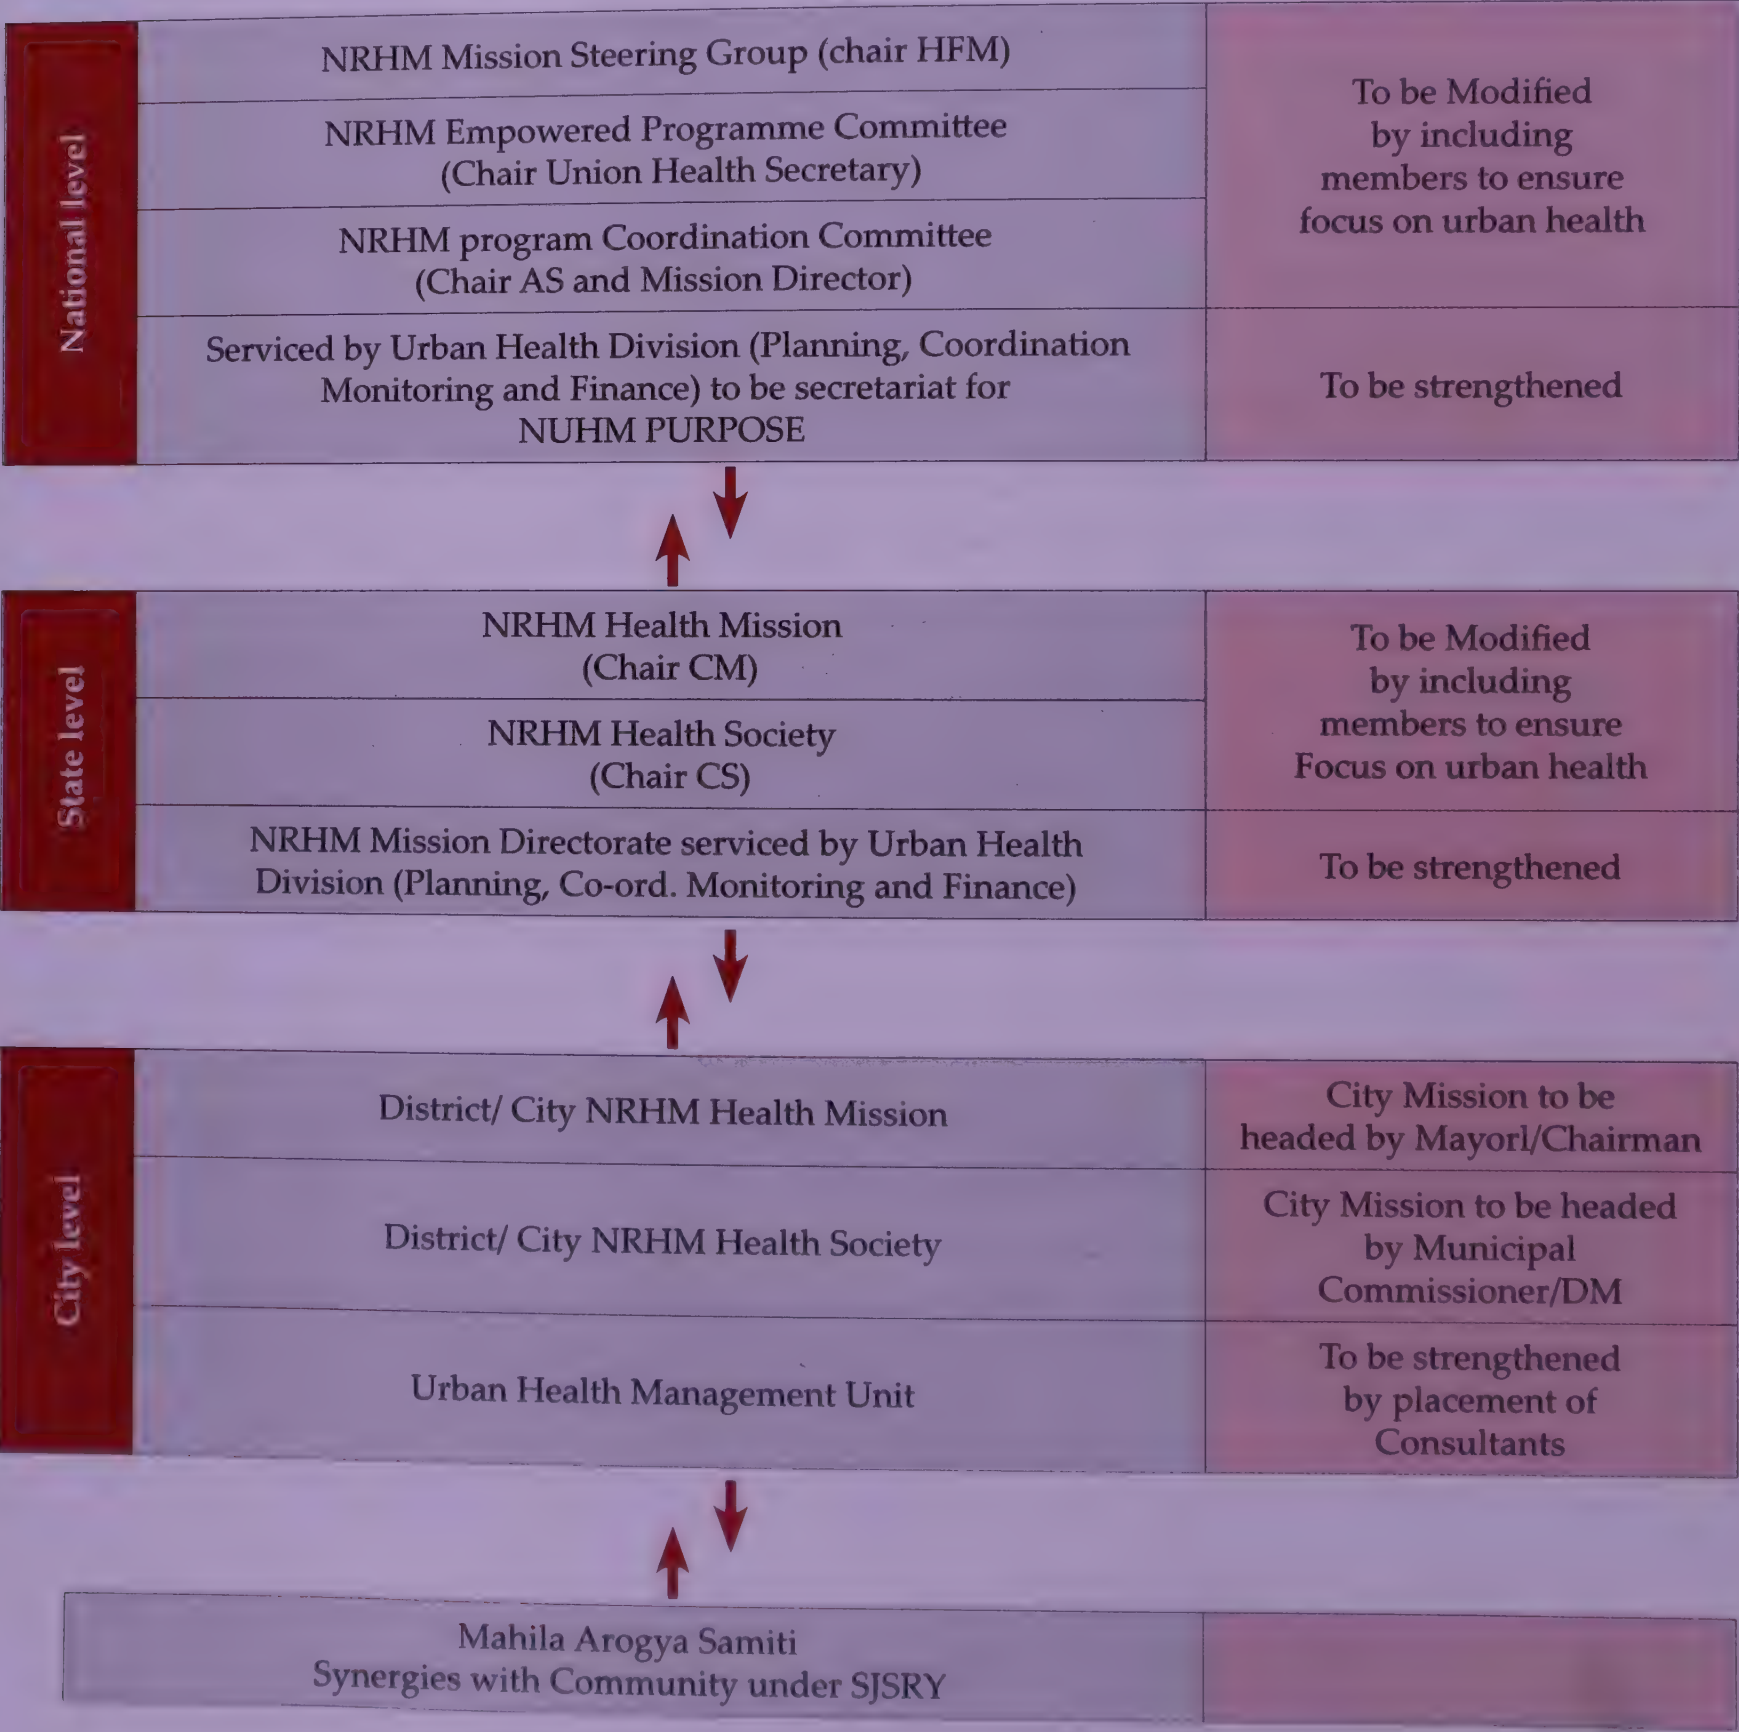 National level
NRHM Mission Steering Group (chair HFM)
NRHM Empowered Programme Committee
(Chair Union Health Secretary)
NRHM program Coordination Committee
(Chair AS and Mission Director)
To be Modified
by including
members to ensure
focus on urban health
Serviced by Urban Health Division (Planning, Coordination
Monitoring and Finance) to be secretariat for
NUHM PURPOSE
To be strengthened
State level
NRHM Health Mission
(Chair CM)
NRHM Health Society
(Chair CS)
To be Modified
by including
members to ensure
Focus on urban health
NRHM Mission Directorate serviced by Urban Health
Division (Planning, Co-ord. Monitoring and Finance)
To be strengthened
City level
District/ City NRHM Health Mission
City Mission to be
headed by Mayorl/Chairman
District/ City NRHM Health Society
City Mission to be headed
by Municipal
Commissioner/DM
Urban Health Management Unit
To be strengthened
by placement of
Consultants
Mahila Arogya Samiti
Synergies with Community under SJSRY